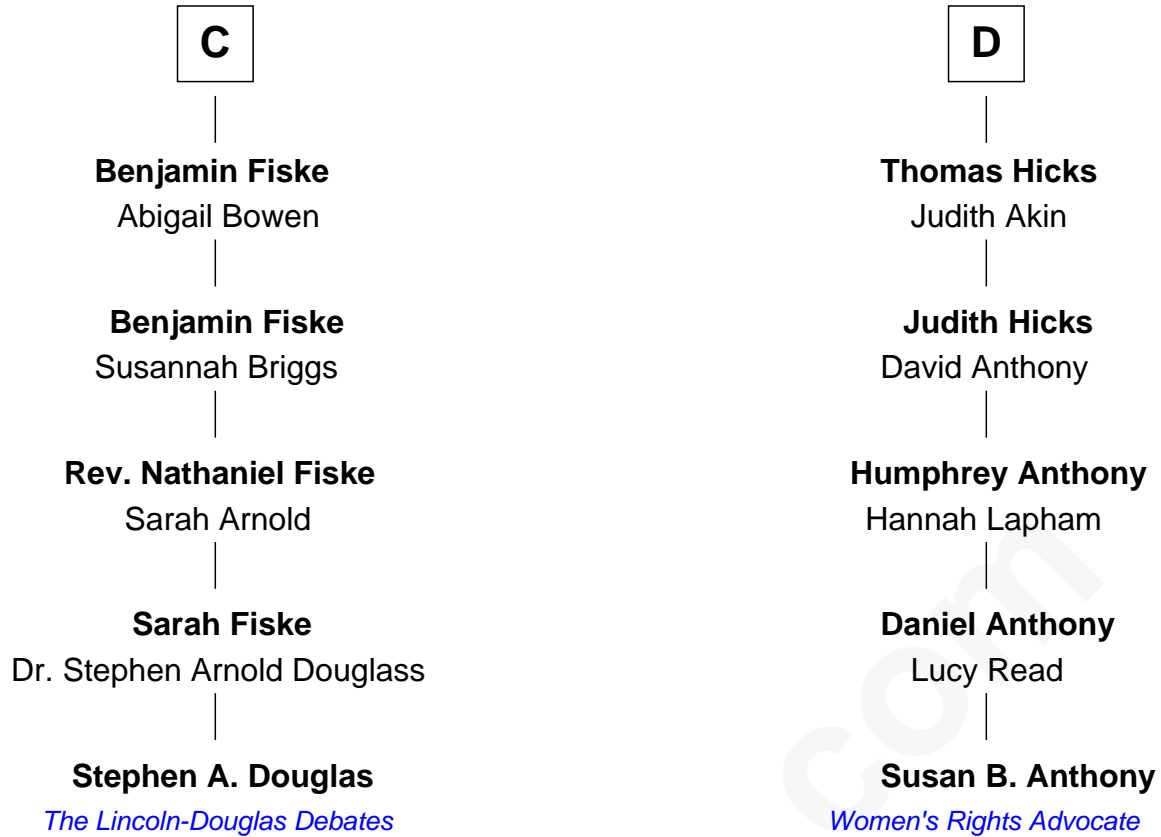 C
Benjamin Fiske
Abigail Bowen
Benjamin Fiske
Susannah Briggs
Rev. Nathaniel Fiske
Sarah Arnold
Sarah Fiske
Dr. Stephen Arnold Douglass
Stephen A. Douglas
The Lincoln-Douglas Debates
D
Thomas Hicks
Judith Akin
Judith Hicks
David Anthony
Humphrey Anthony
Hannah Lapham
Daniel Anthony
Lucy Read
Susan B. Anthony
Women's Rights Advocate
com